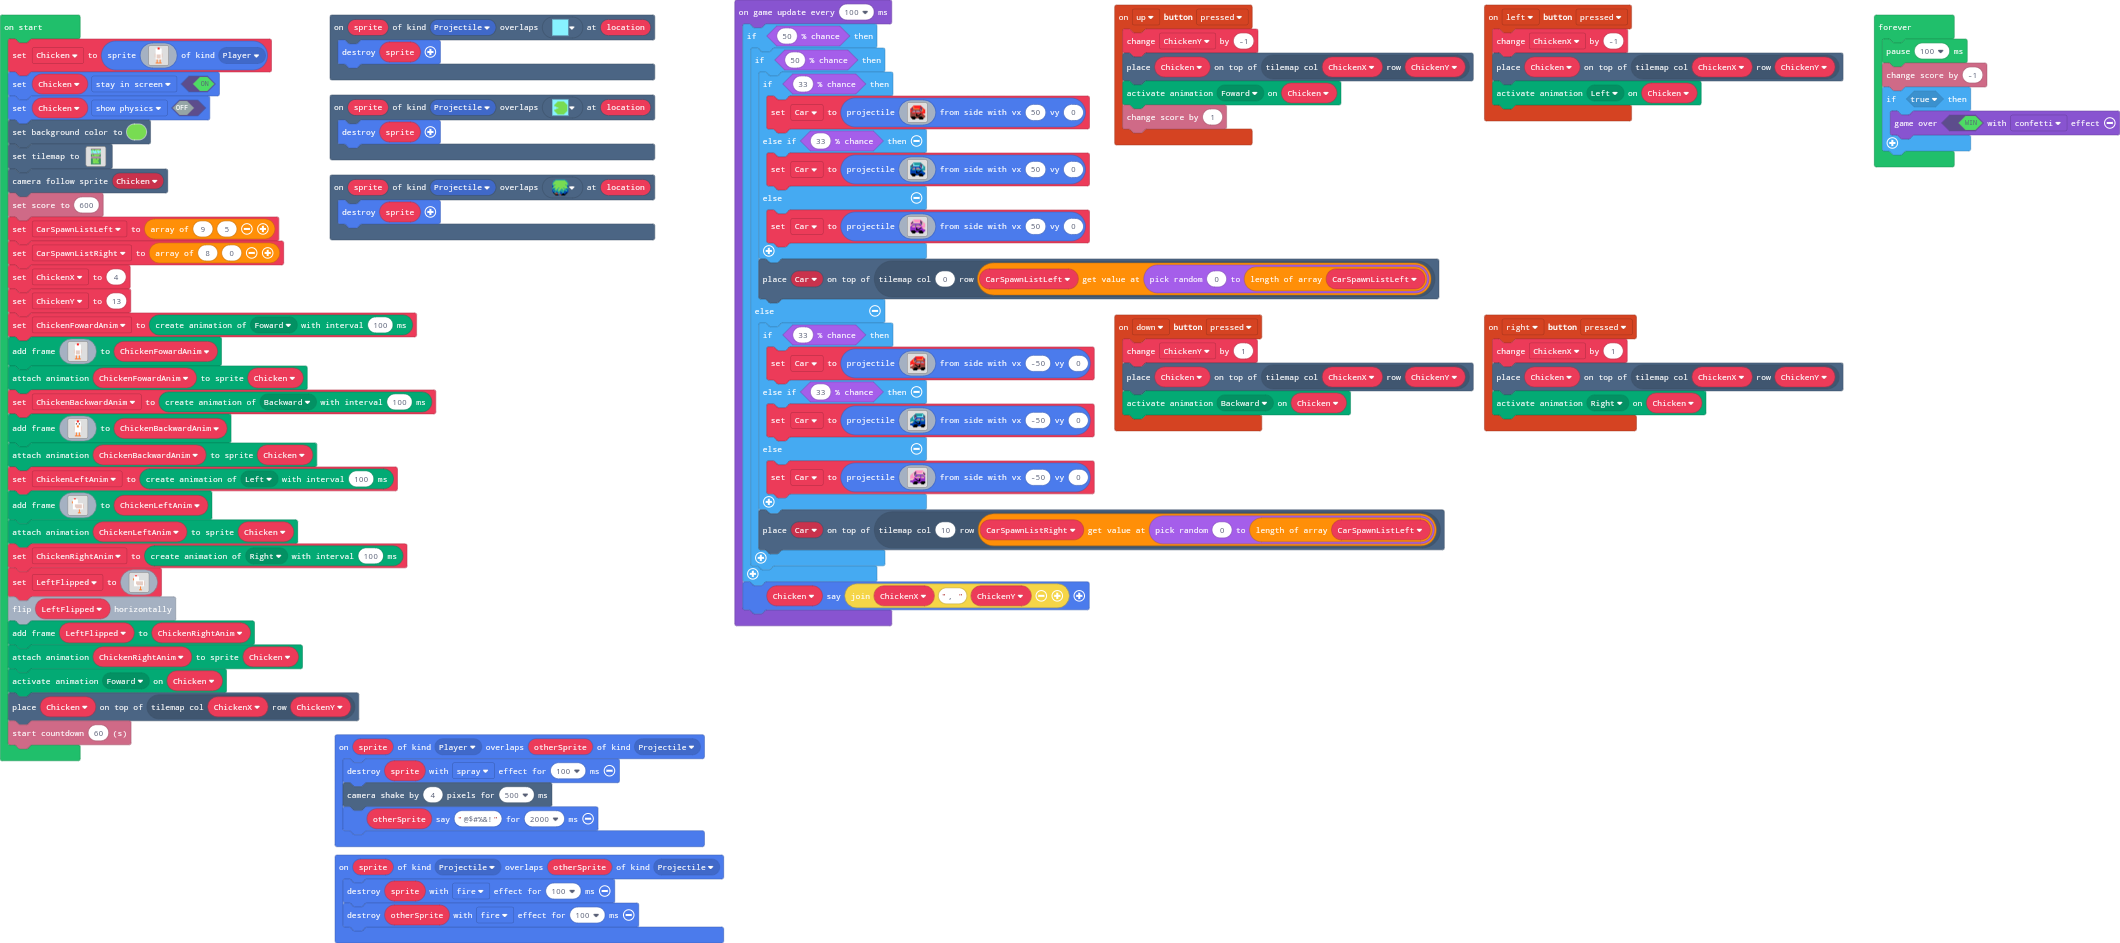 on start
set Chicken to sprite of kind Player
set Chicken stay in screen ON
set Chicken show physics OFF
set background color to
set tilemap to
camera follow sprite Chicken
set score to 600
set CarSpawnListLeft to array of 9 5
set CarSpawnListRight to array of 8 0
set ChickenX to 4
set ChickenY to 13
set ChickenFowardAnim to create animation of Foward with interval 100 ms
add frame to ChickenFowardAnim
attach animation ChickenFowardAnim to sprite Chicken
set ChickenBackwardAnim to create animation of Backward with interval 100 ms
add frame to ChickenBackwardAnim
attach animation ChickenBackwardAnim to sprite Chicken
set ChickenLeftAnim to create animation of Left with interval 100 ms
add frame to ChickenLeftAnim
attach animation ChickenLeftAnim to sprite Chicken
set ChickenRightAnim to create animation of Right with interval 100 ms
set LeftFlipped to
flip LeftFlipped horizontally
add frame LeftFlipped to ChickenRightAnim
attach animation ChickenRightAnim to sprite Chicken
activate animation Foward on Chicken
place Chicken on top of tilemap col ChickenX row ChickenY
start countdown 60 (s)
on sprite of kind Projectile overlaps at location
destroy sprite
on sprite of kind Projectile overlaps at location
destroy sprite
on sprite of kind Projectile overlaps at location
destroy sprite
on sprite of kind Player overlaps otherSprite of kind Projectile
destroy sprite with spray effect for 100 ms
camera shake by 4 pixels for 500 ms
otherSprite say "@$#%&!" for 2000 ms
on sprite of kind Projectile overlaps otherSprite of kind Projectile
destroy sprite with fire effect for 100 ms
destroy otherSprite with fire effect for 100 ms
on game update every 100 ms
if 50 % chance then
if 50 % chance then
if 33 % chance then
set Car to projectile from side with vx 50 vy 0
else if 33 % chance then
set Car to projectile from side with vx 50 vy 0
else
set Car to projectile from side with vx 50 vy 0
place Car on top of tilemap col 0 row CarSpawnListLeft get value at pick random 0 to length of array CarSpawnListLeft
else
if 33 % chance then
set Car to projectile from side with vx -50 vy 0
else if 33 % chance then
set Car to projectile from side with vx -50 vy 0
else
set Car to projectile from side with vx -50 vy 0
place Car on top of tilemap col 10 row CarSpawnListRight get value at pick random 0 to length of array CarSpawnListLeft
Chicken say join ChickenX ", " ChickenY
on up button pressed
change ChickenY by -1
place Chicken on top of tilemap col ChickenX row ChickenY
activate animation Foward on Chicken
change score by 1
on down button pressed
change ChickenY by 1
place Chicken on top of tilemap col ChickenX row ChickenY
activate animation Backward on Chicken
on left button pressed
change ChickenX by -1
place Chicken on top of tilemap col ChickenX row ChickenY
activate animation Left on Chicken
on right button pressed
change ChickenX by 1
place Chicken on top of tilemap col ChickenX row ChickenY
activate animation Right on Chicken
forever
pause 100 ms
change score by -1
if true then
game over WIN with confetti effect